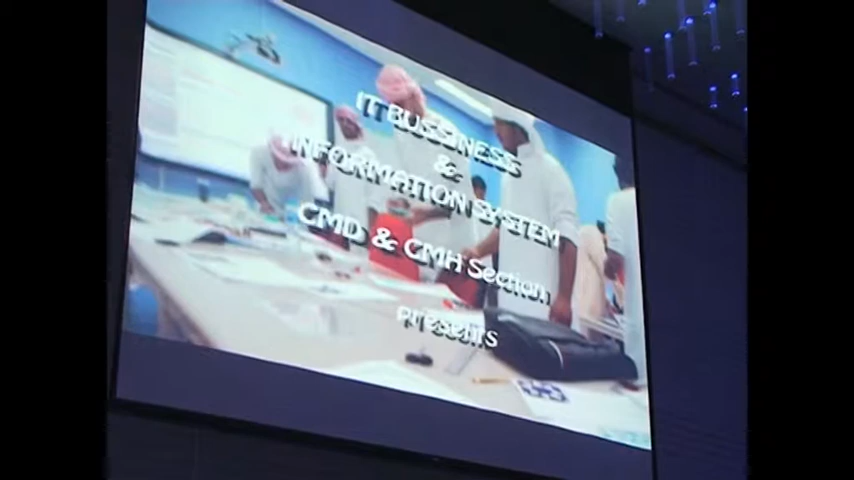 IT BUSSINESS
&
INFORMATION SYSTEM
CMD & CMH Section
presents